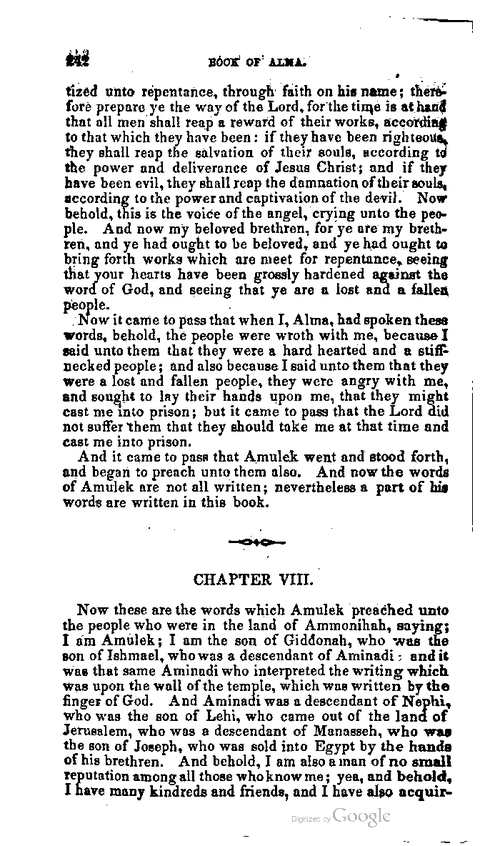 242 BOOK OF ALMA.
tized unto repentance, through faith on his name; there-
fore prepare ye the way of the Lord, for the time is at hand
that all men shall reap a reward of their works, according
to that which they have been: if they have been righteous,
they shall reap the salvation of their souls, according to
the power and deliverance of Jesus Christ; and if they
have been evil, they shall reap the damnation of their souls,
according to the power and captivation of the devil. Now
behold, this is the voice of the angel, crying unto the peo-
ple. And now my beloved brethren, for ye are my breth-
ren, and ye had ought to be beloved, and ye had ought to
bring forth works which are meet for repentance, seeing
that your hearts have been grossly hardened against the
word of God, and seeing that ye are a lost and a fallen
people.
Now it came to pass that when I, Alma, had spoken these
words, behold, the people were wroth with me, because I
said unto them that they were a hard hearted and a stiff-
necked people; and also because I said unto them that they
were a lost and fallen people, they were angry with me,
and sought to lay their hands upon me, that they might
cast me into prison; but it came to pass that the Lord did
not suffer them that they should take me at that time and
cast me into prison.
And it came to pass that Amulek went and stood forth,
and began to preach unto them also. And now the words
of Amulek are not all written; nevertheless a part of his
words are written in this book.
CHAPTER VIII.
Now these are the words which Amulek preached unto
the people who were in the land of Ammonihah, saying;
I am Amulek; I am the son of Giddonah, who was the
son of Ishmael, who was a descendant of Aminadi: and it
was that same Aminadi who interpreted the writing which
was upon the wall of the temple, which was written by the
finger of God. And Aminadi was a descendant of Nephi,
who was the son of Lehi, who came out of the land of
Jerusalem, who was a descendant of Manasseh, who was
the son of Joseph, who was sold into Egypt by the hands
of his brethren. And behold, I am also a man of no small
reputation among all those who know me; yea, and behold,
I have many kindreds and friends, and I have also acquir-
Digitized by Google